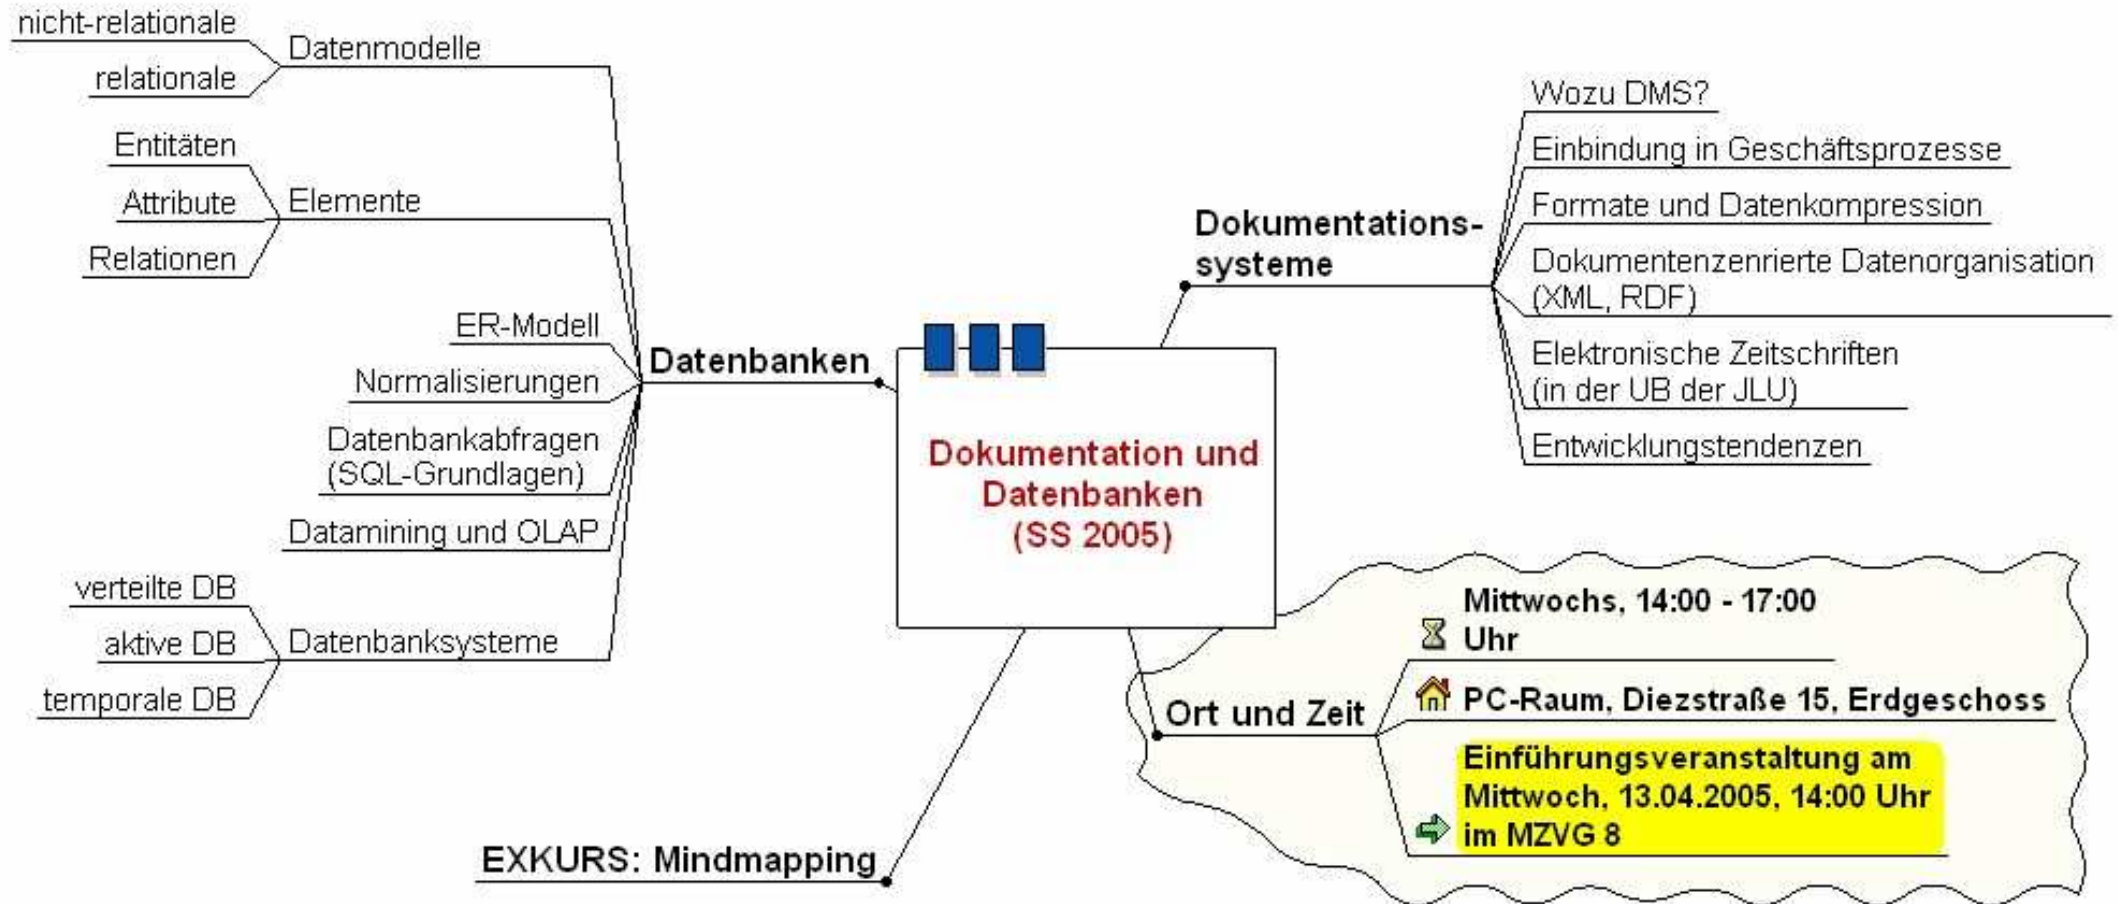 nicht-relationale
relationale
Datenmodelle
Entitäten
Attribute
Relationen
Elemente
ER-Modell
Normalisierungen
Datenbankabfragen
(SQL-Grundlagen)
Datamining und OLAP
verteilte DB
aktive DB
temporale DB
Datenbanksysteme
Datenbanken
Dokumentation und
Datenbanken
(SS 2005)
Dokumentations-
systeme
Wozu DMS?
Einbindung in Geschäftsprozesse
Formate und Datenkompression
Dokumentenzenrierte Datenorganisation
(XML, RDF)
Elektronische Zeitschriften
(in der UB der JLU)
Entwicklungstendenzen
Ort und Zeit
Mittwochs, 14:00 - 17:00
Uhr
PC-Raum, Diezstraße 15, Erdgeschoss
Einführungsveranstaltung am
Mittwoch, 13.04.2005, 14:00 Uhr
im MZVG 8
EXKURS: Mindmapping